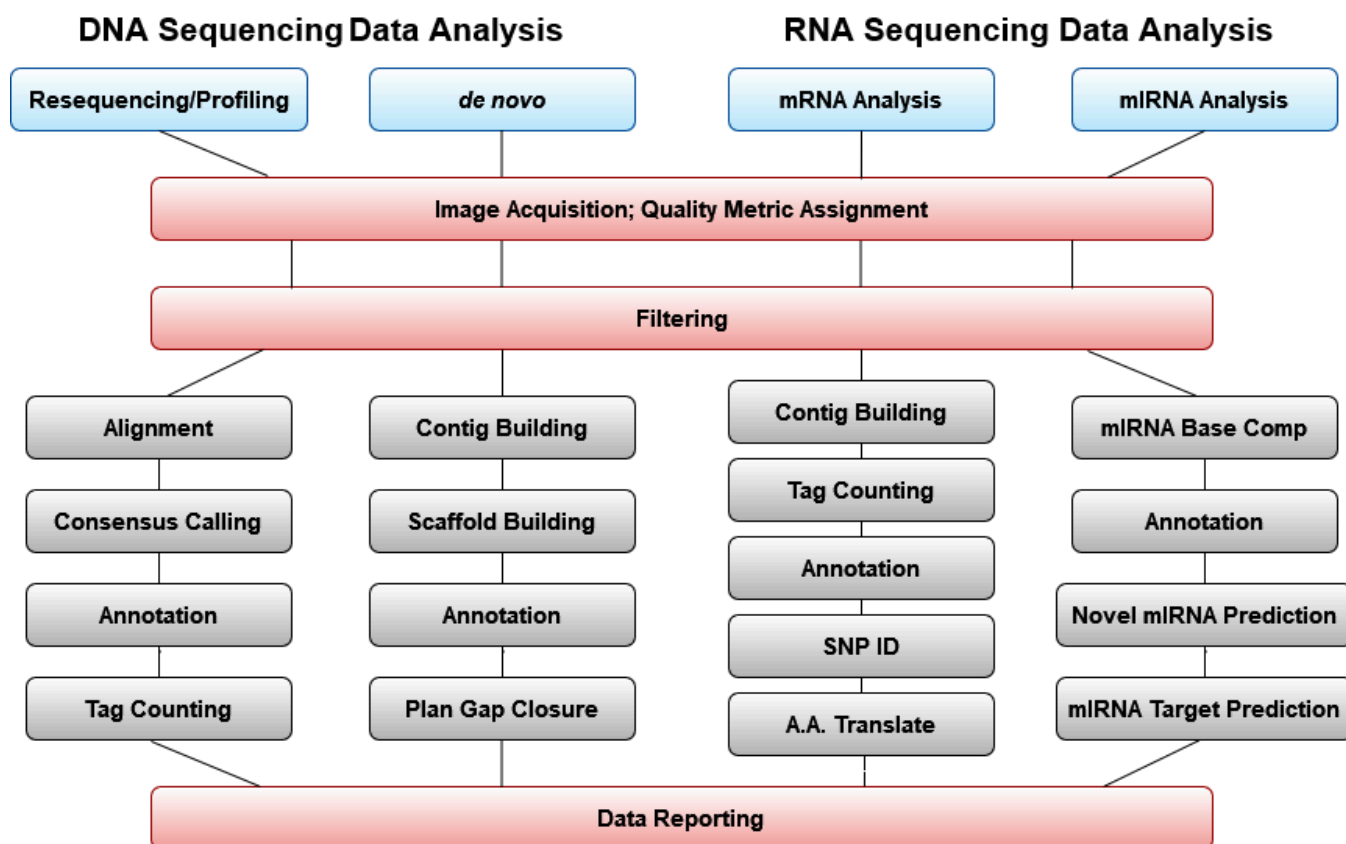 DNA Sequencing Data Analysis
RNA Sequencing Data Analysis
Resequencing/Profiling
de novo
mRNA Analysis
mIRNA Analysis
Image Acquisition; Quality Metric Assignment
Filtering
Alignment
Consensus Calling
Annotation
Tag Counting
Contig Building
Scaffold Building
Annotation
Plan Gap Closure
Contig Building
Tag Counting
Annotation
SNP ID
A.A. Translate
mIRNA Base Comp
Annotation
Novel mIRNA Prediction
mIRNA Target Prediction
Data Reporting